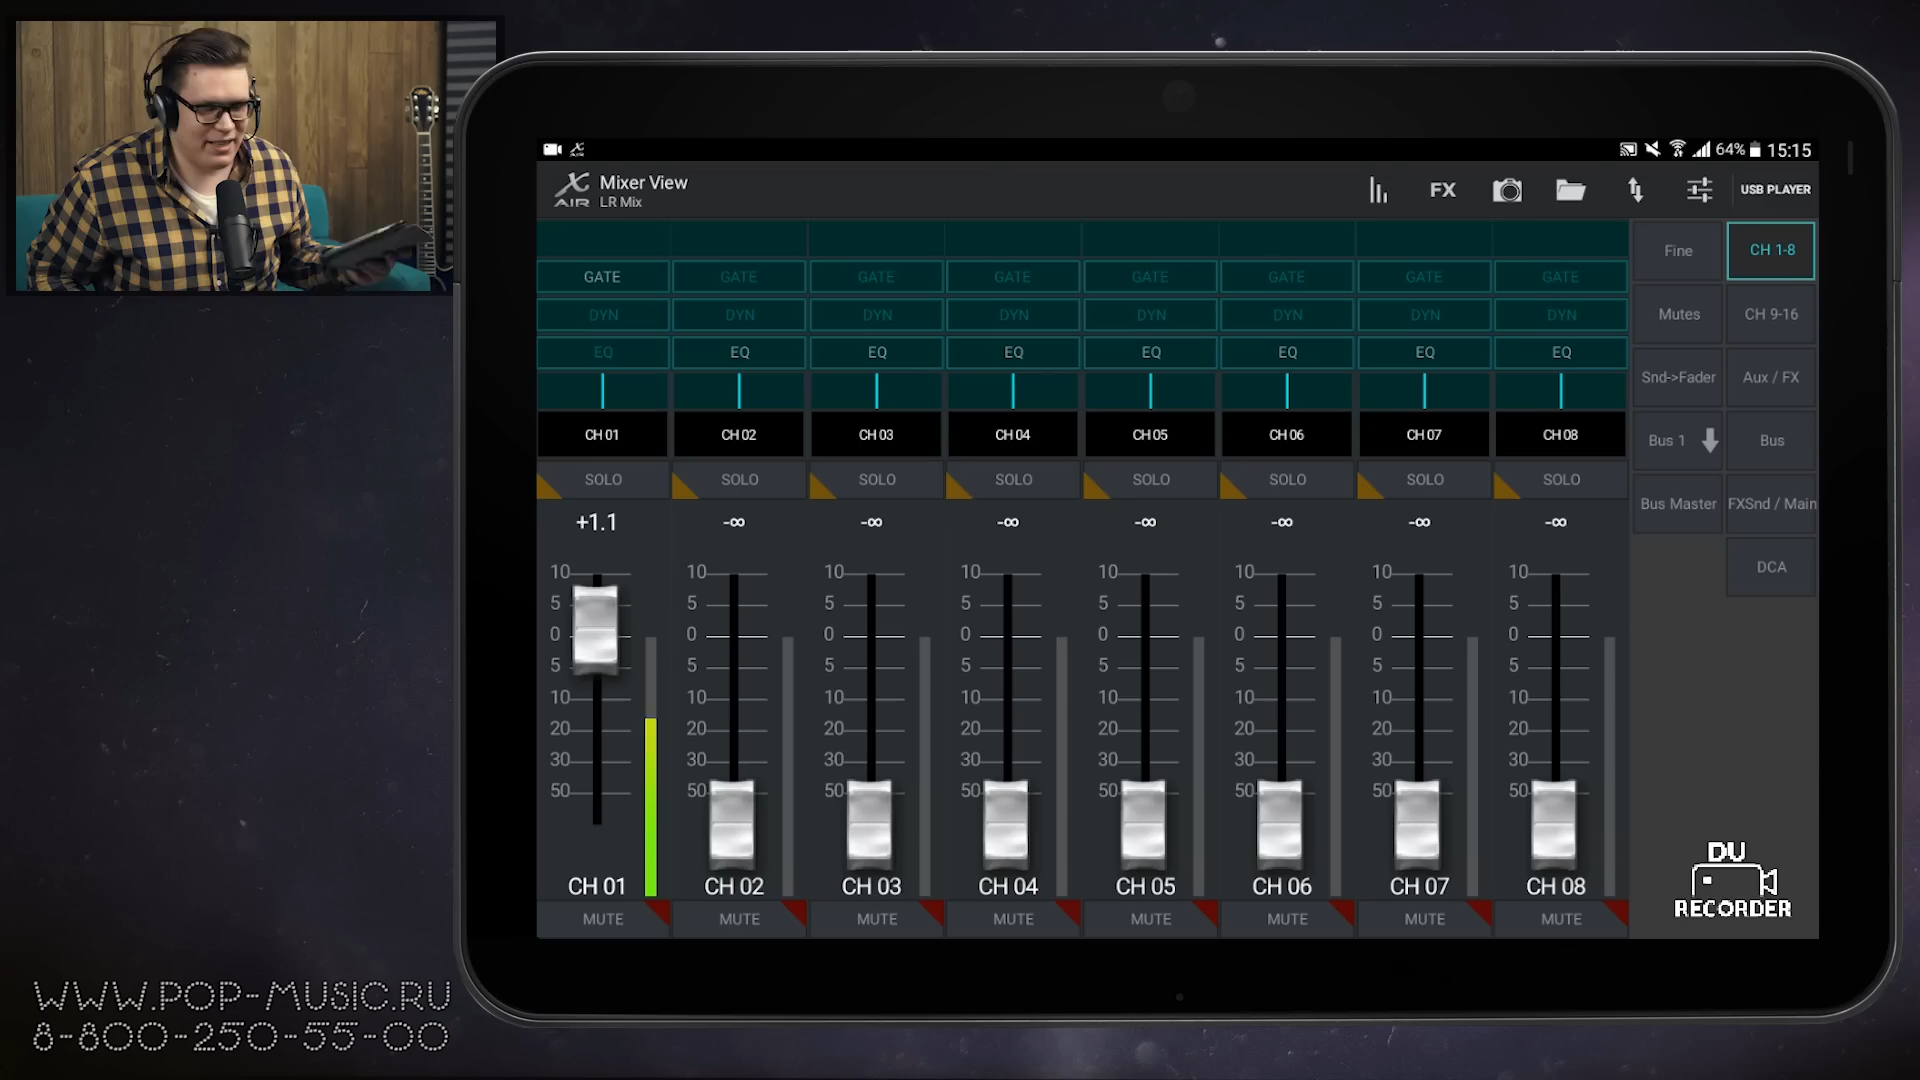 64% 15:15
X AIR Mixer View
LR Mix
FX USB PLAYER
GATE GATE GATE GATE GATE GATE GATE GATE
DYN DYN DYN DYN DYN DYN DYN DYN
EQ EQ EQ EQ EQ EQ EQ EQ
CH 01 CH 02 CH 03 CH 04 CH 05 CH 06 CH 07 CH 08
SOLO SOLO SOLO SOLO SOLO SOLO SOLO SOLO
+1.1 -∞ -∞ -∞ -∞ -∞ -∞ -∞
10 10 10 10 10 10 10 10
5 5 5 5 5 5 5 5
0 0 0 0 0 0 0 0
5 5 5 5 5 5 5 5
10 10 10 10 10 10 10 10
20 20 20 20 20 20 20 20
30 30 30 30 30 30 30 30
50 50 50 50 50 50 50 50
CH 01 CH 02 CH 03 CH 04 CH 05 CH 06 CH 07 CH 08
MUTE MUTE MUTE MUTE MUTE MUTE MUTE MUTE
Fine CH 1-8
Mutes CH 9-16
Snd->Fader Aux / FX
Bus 1 Bus
Bus Master FXSnd / Main
DCA
DU
RECORDER
WWW.POP-MUSIC.RU
8-800-250-55-00